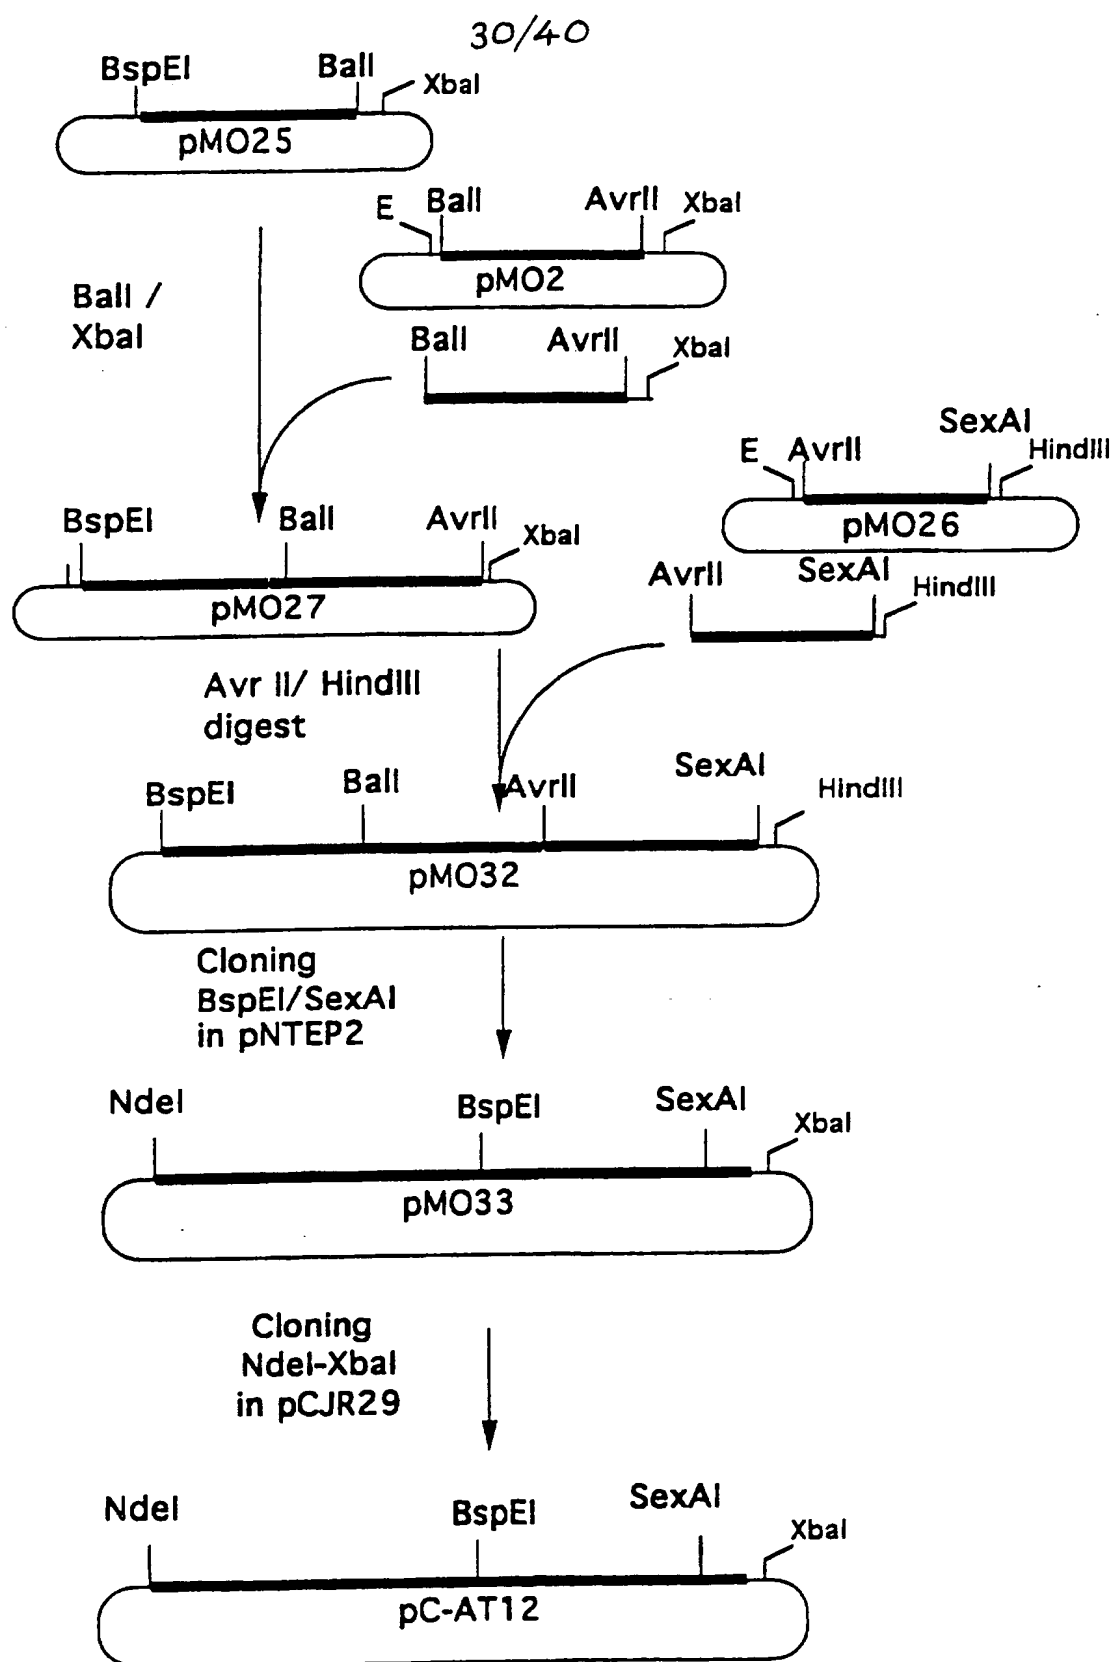 30/40
BspEI BalI XbaI
pMO25
E BalI AvrII XbaI
pMO2
BalI /
XbaI
BalI AvrII XbaI
SexAI
E AvrII HindIII
pMO26
BspEI BalI AvrII XbaI
pMO27
AvrII SexAI HindIII
Avr II/ HindIII
digest
BspEI BalI AvrII SexAI HindIII
pMO32
Cloning
BspEI/SexAI
in pNTEP2
NdeI BspEI SexAI XbaI
pMO33
Cloning
NdeI-XbaI
in pCJR29
NdeI BspEI SexAI XbaI
pC-AT12